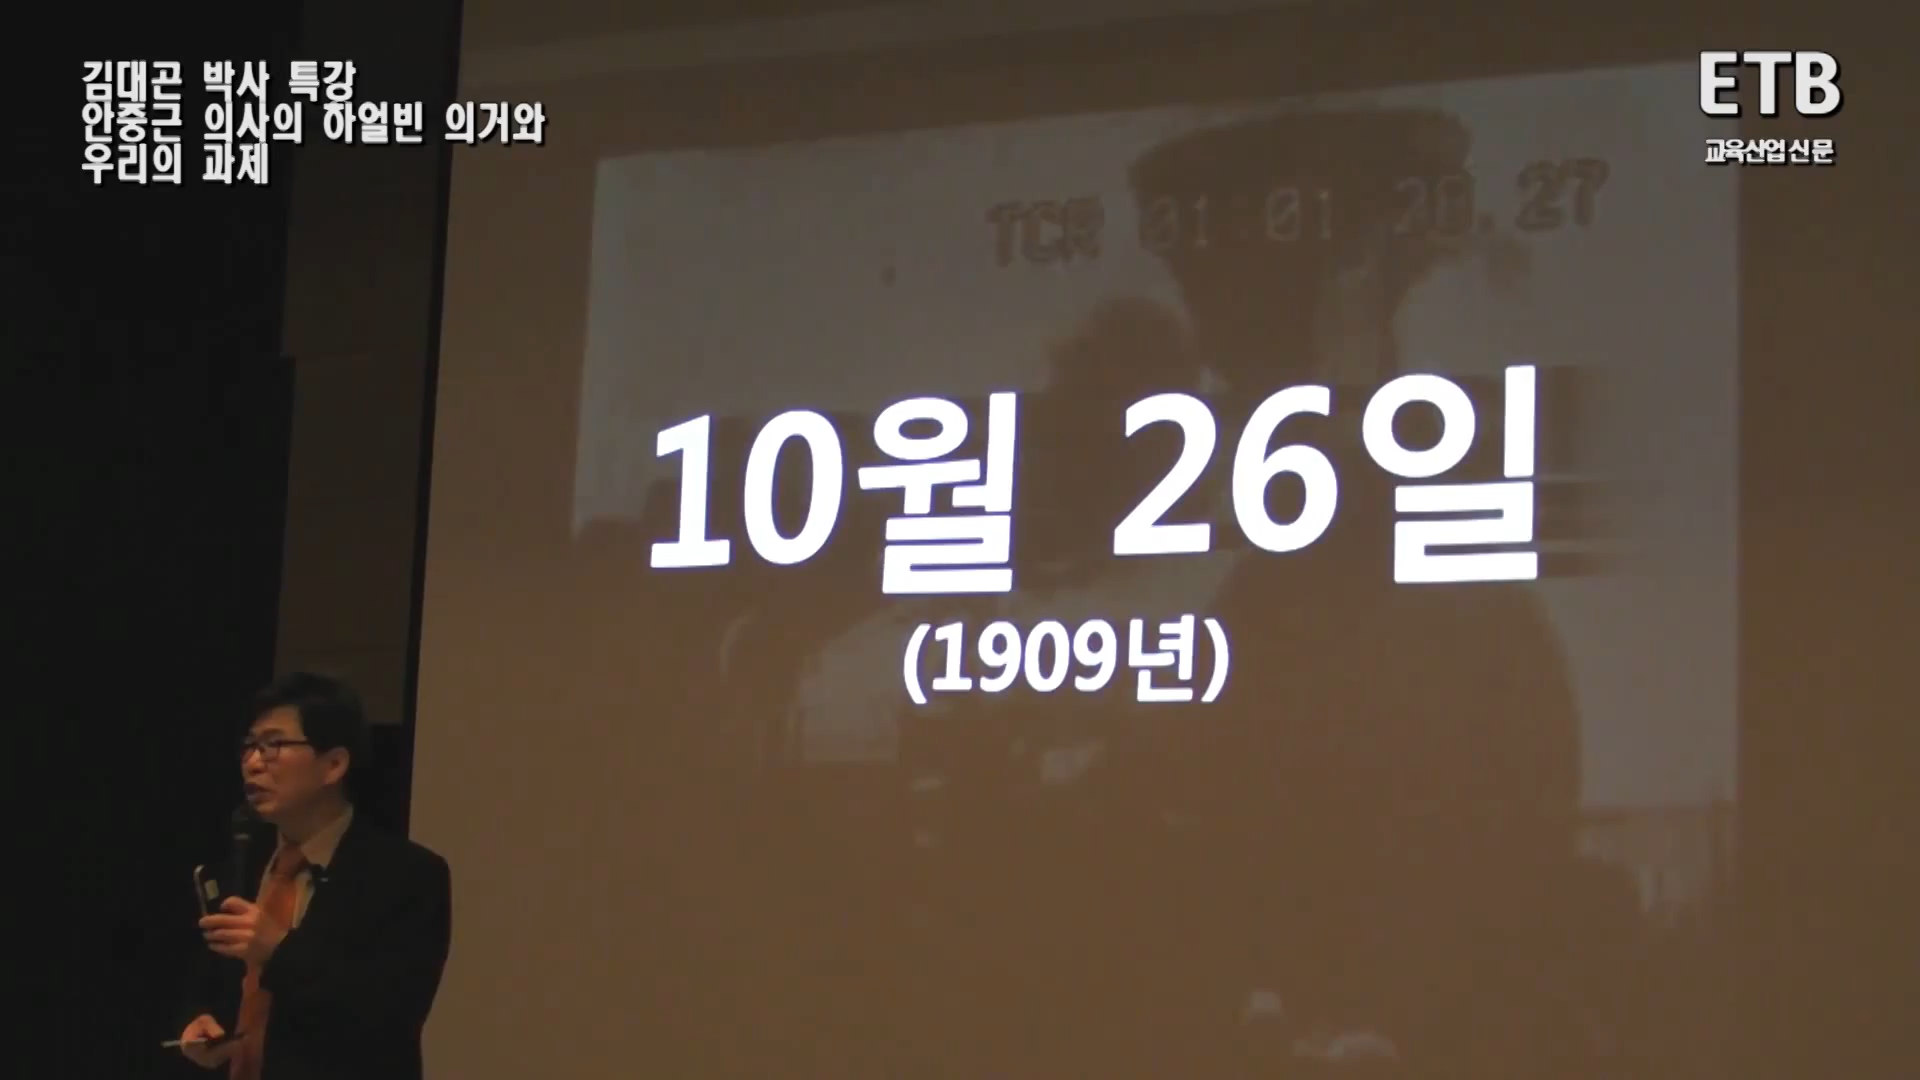 김대곤 박사 특강
안중근 의사의 하얼빈 의거와
우리의 과제
ETB
교육산업신문
TCR 01:01 20.27
10월 26일
(1909년)